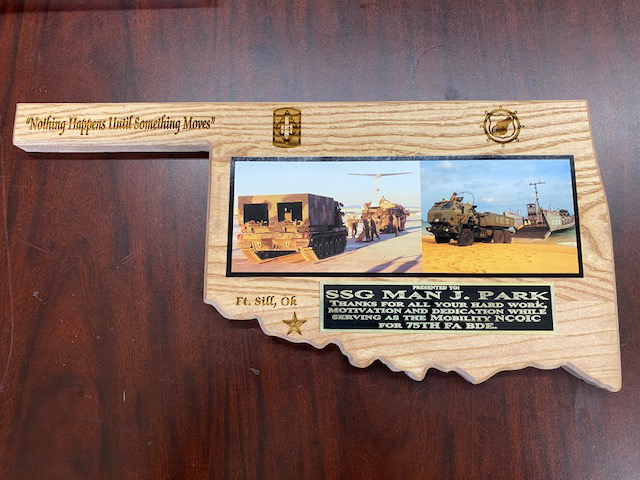 "Nothing Happens Until Something Moves"
Ft. Sill, Ok
PRESENTED TO:
SSG MAN J. PARK
THANKS FOR ALL YOUR HARD WORK,
MOTIVATION AND DEDICATION WHILE
SERVING AS THE MOBILITY NCOIC
FOR 75TH FA BDE.